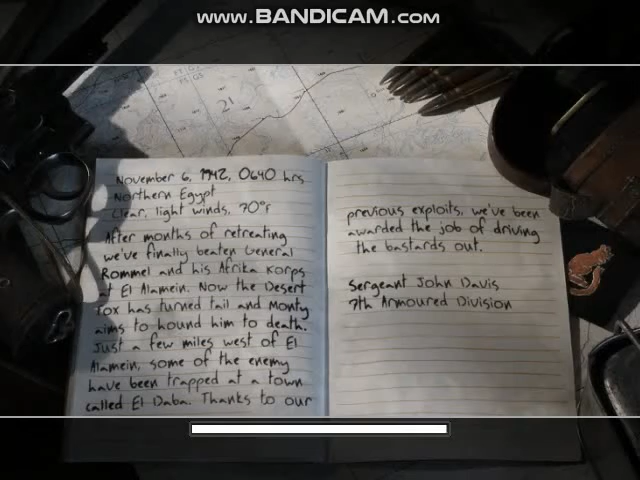 www.BANDICAM.com
21
November 6, 1942, 0640 hrs
Northern Egypt
Clear, light winds, 70°F
After months of retreating
we've finally beaten General
Rommel and his Afrika Korps
at El Alamein. Now the Desert
Fox has turned tail and Monty
aims to hound him to death.
Just a few miles west of El
Alamein, some of the enemy
have been trapped at a town
called El Daba. Thanks to our
previous exploits, we've been
awarded the job of driving
the bastards out.
Sergeant John Davis
7th Armoured Division